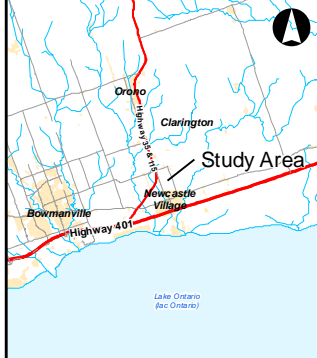 Orono
Highway 35 & 115
Clarington
Study Area
Newcastle
Village
Bowmanville
Highway 401
Lake Ontario
(lac Ontario)